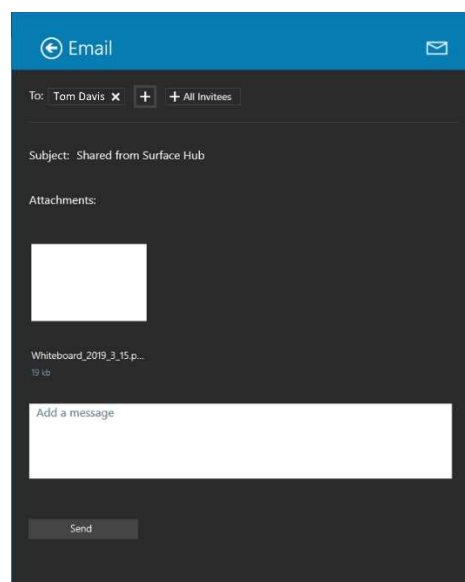 Email
To: Tom Davis × + + All Invitees
Subject: Shared from Surface Hub
Attachments:
Whiteboard_2019_3_15.p...
19 kb
Add a message
Send